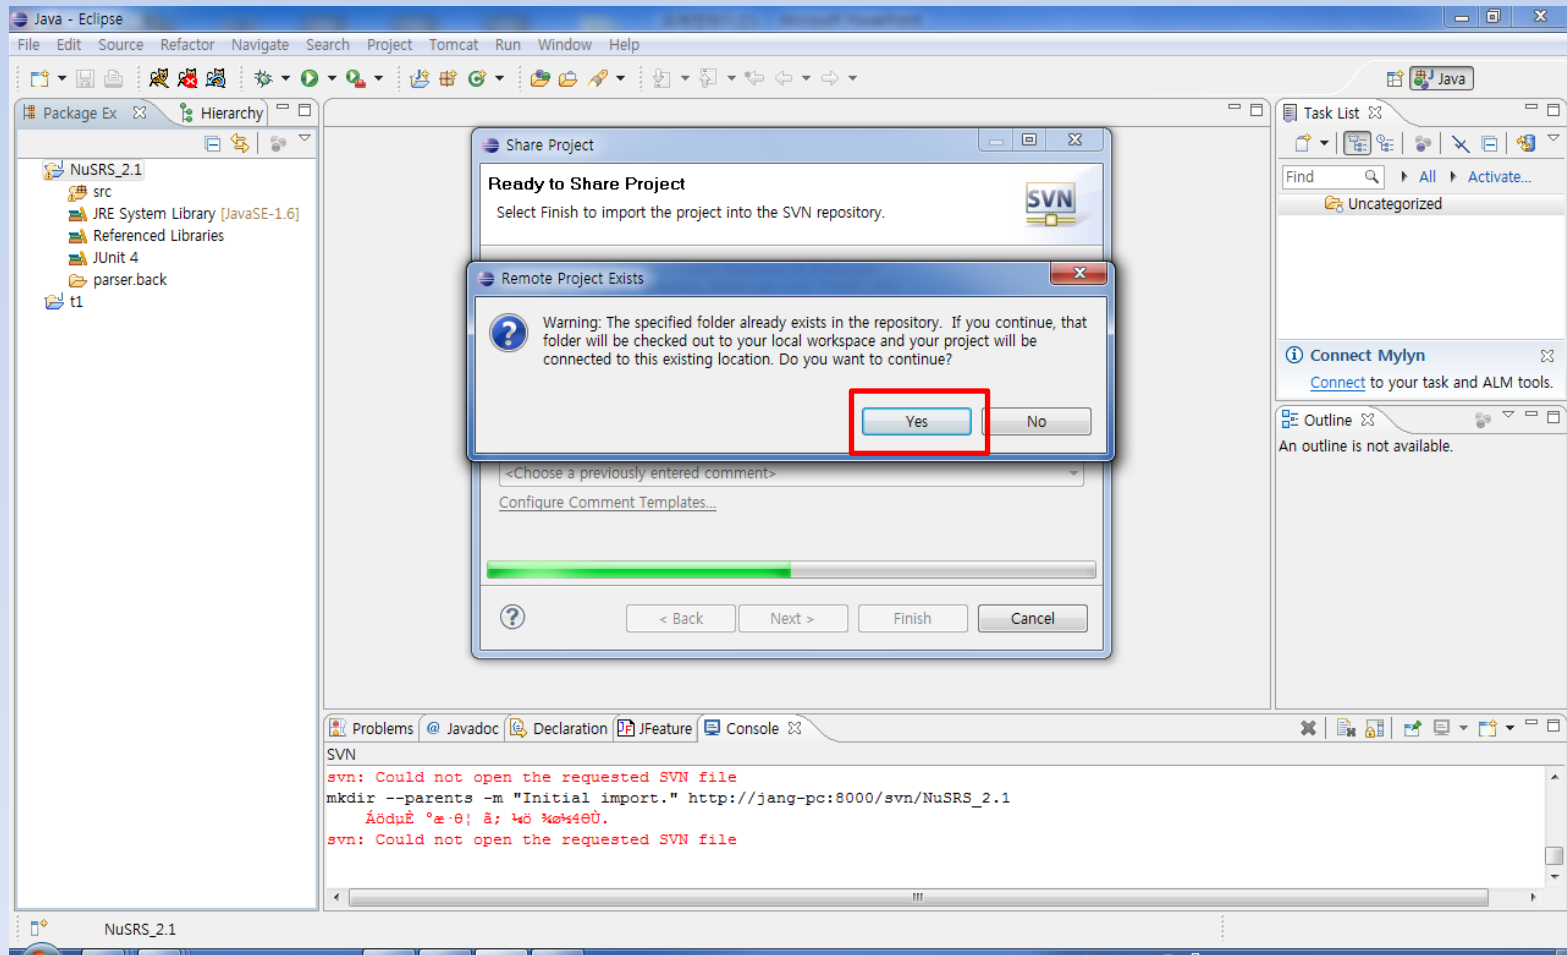 Java - Eclipse
File Edit Source Refactor Navigate Search Project Tomcat Run Window Help
Java
Package Ex
Hierarchy
NuSRS_2.1
src
JRE System Library [JavaSE-1.6]
Referenced Libraries
JUnit 4
parser.back
t1
Share Project
Ready to Share Project
Select Finish to import the project into the SVN repository.
SVN
Remote Project Exists
Warning: The specified folder already exists in the repository. If you continue, that
folder will be checked out to your local workspace and your project will be
connected to this existing location. Do you want to continue?
Yes
No
<Choose a previously entered comment>
Configure Comment Templates...
< Back
Next >
Finish
Cancel
Task List
Find
All
Activate...
Uncategorized
Connect Mylyn
Connect to your task and ALM tools.
Outline
An outline is not available.
Problems @ Javadoc Declaration JFeature Console
SVN
svn: Could not open the requested SVN file
mkdir --parents -m "Initial import." http://jang-pc:8000/svn/NuSRS_2.1
svn: Could not open the requested SVN file
NuSRS_2.1